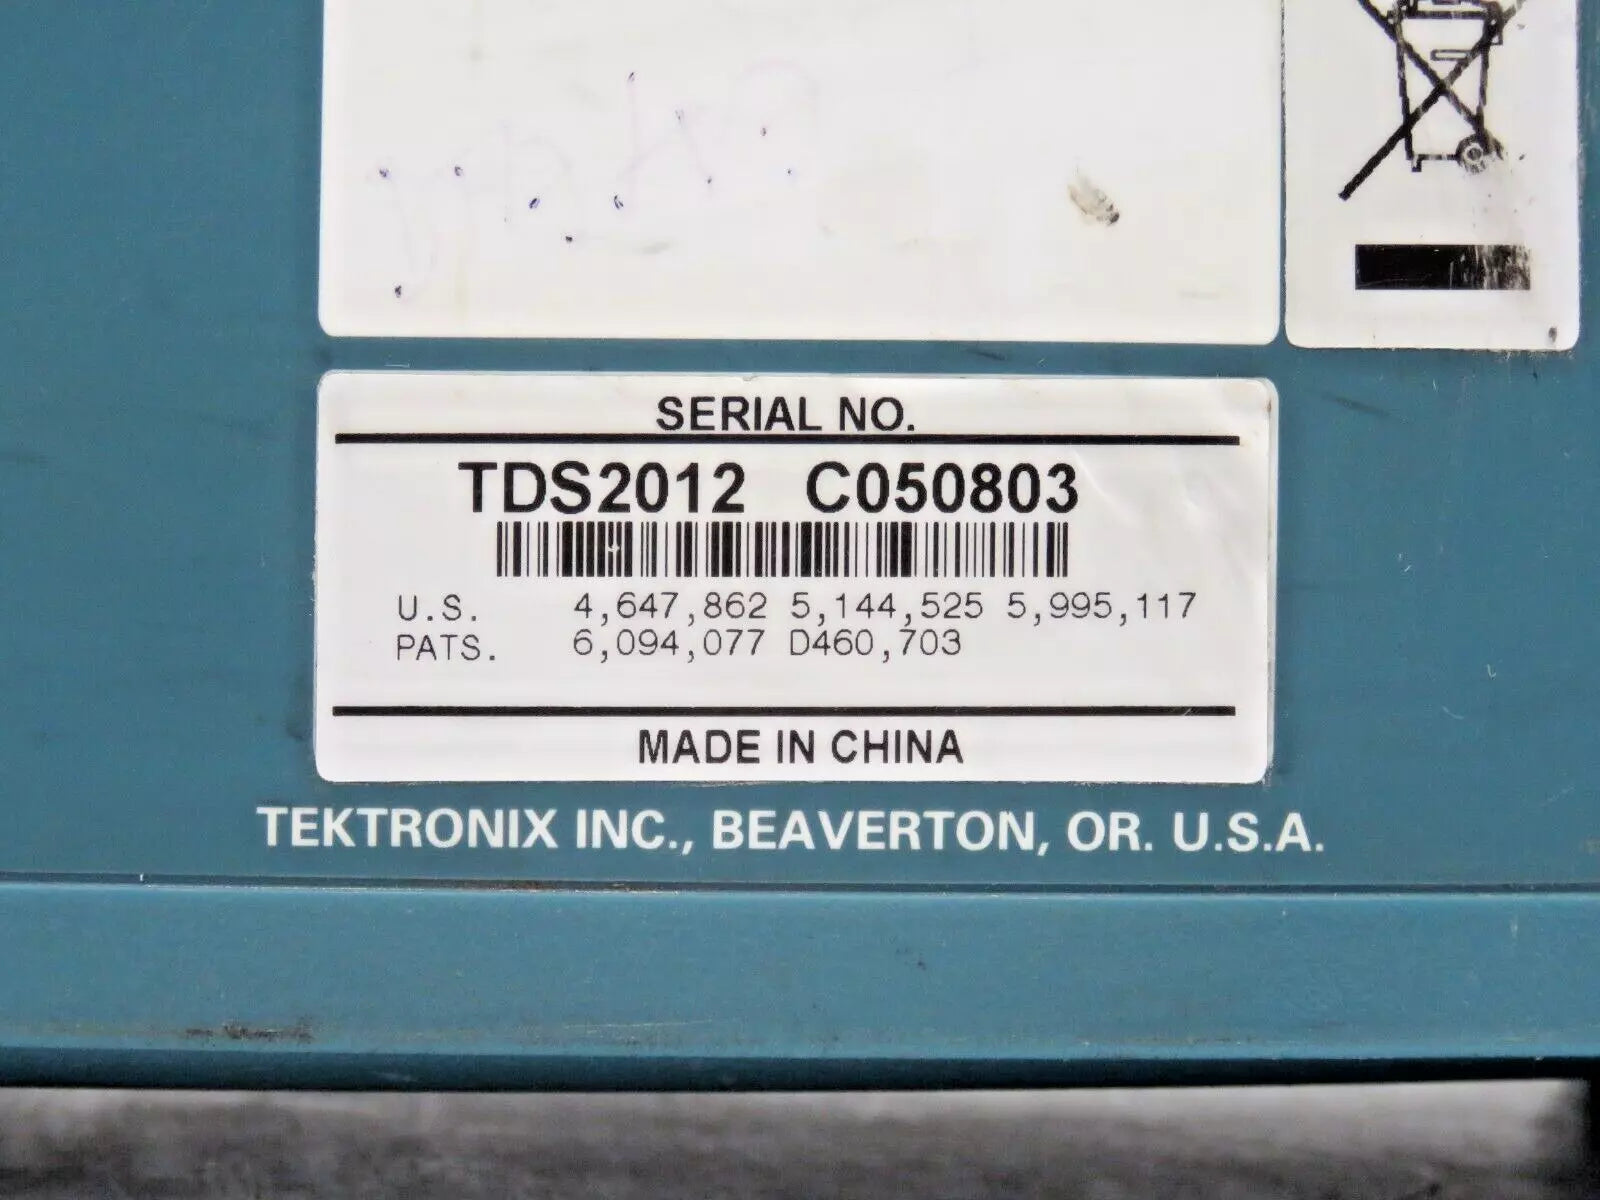 SERIAL NO.
TDS2012 C050803
U.S. 4,647,862 5,144,525 5,995,117
PATS. 6,094,077 D460,703
MADE IN CHINA
TEKTRONIX INC., BEAVERTON, OR. U.S.A.